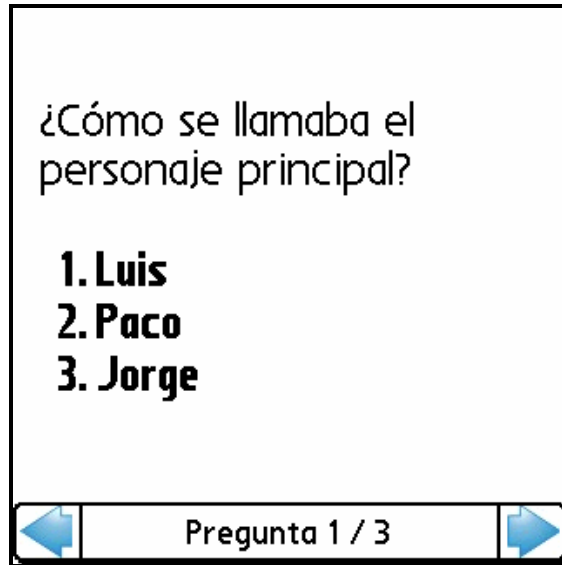 ¿Cómo se llamaba el
personaje principal?
1. Luis
2. Paco
3. Jorge
Pregunta 1 / 3